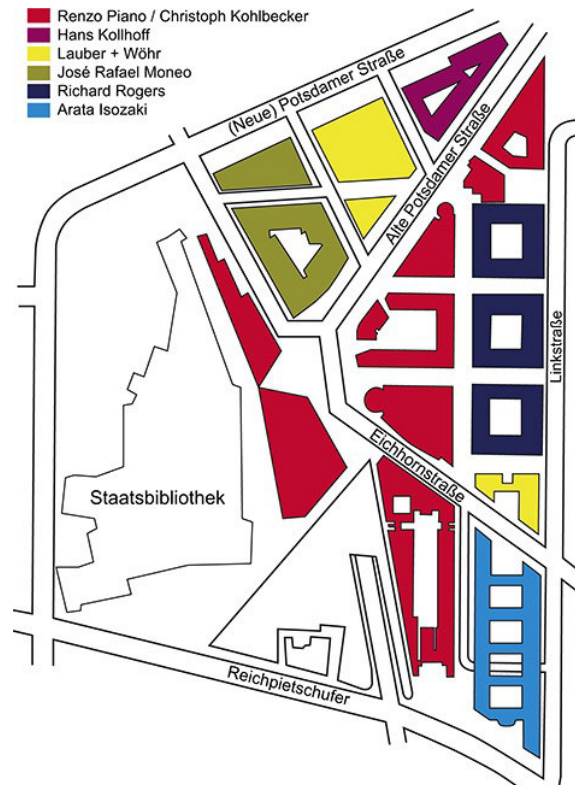 Renzo Piano / Christoph Kohlbecker
Hans Kollhoff
Lauber + Wöhr
José Rafael Moneo
Richard Rogers
Arata Isozaki
(Neue) Potsdamer Straße
Alte Potsdamer Straße
Linkstraße
Eichhornstraße
Staatsbibliothek
Reichpietschufer